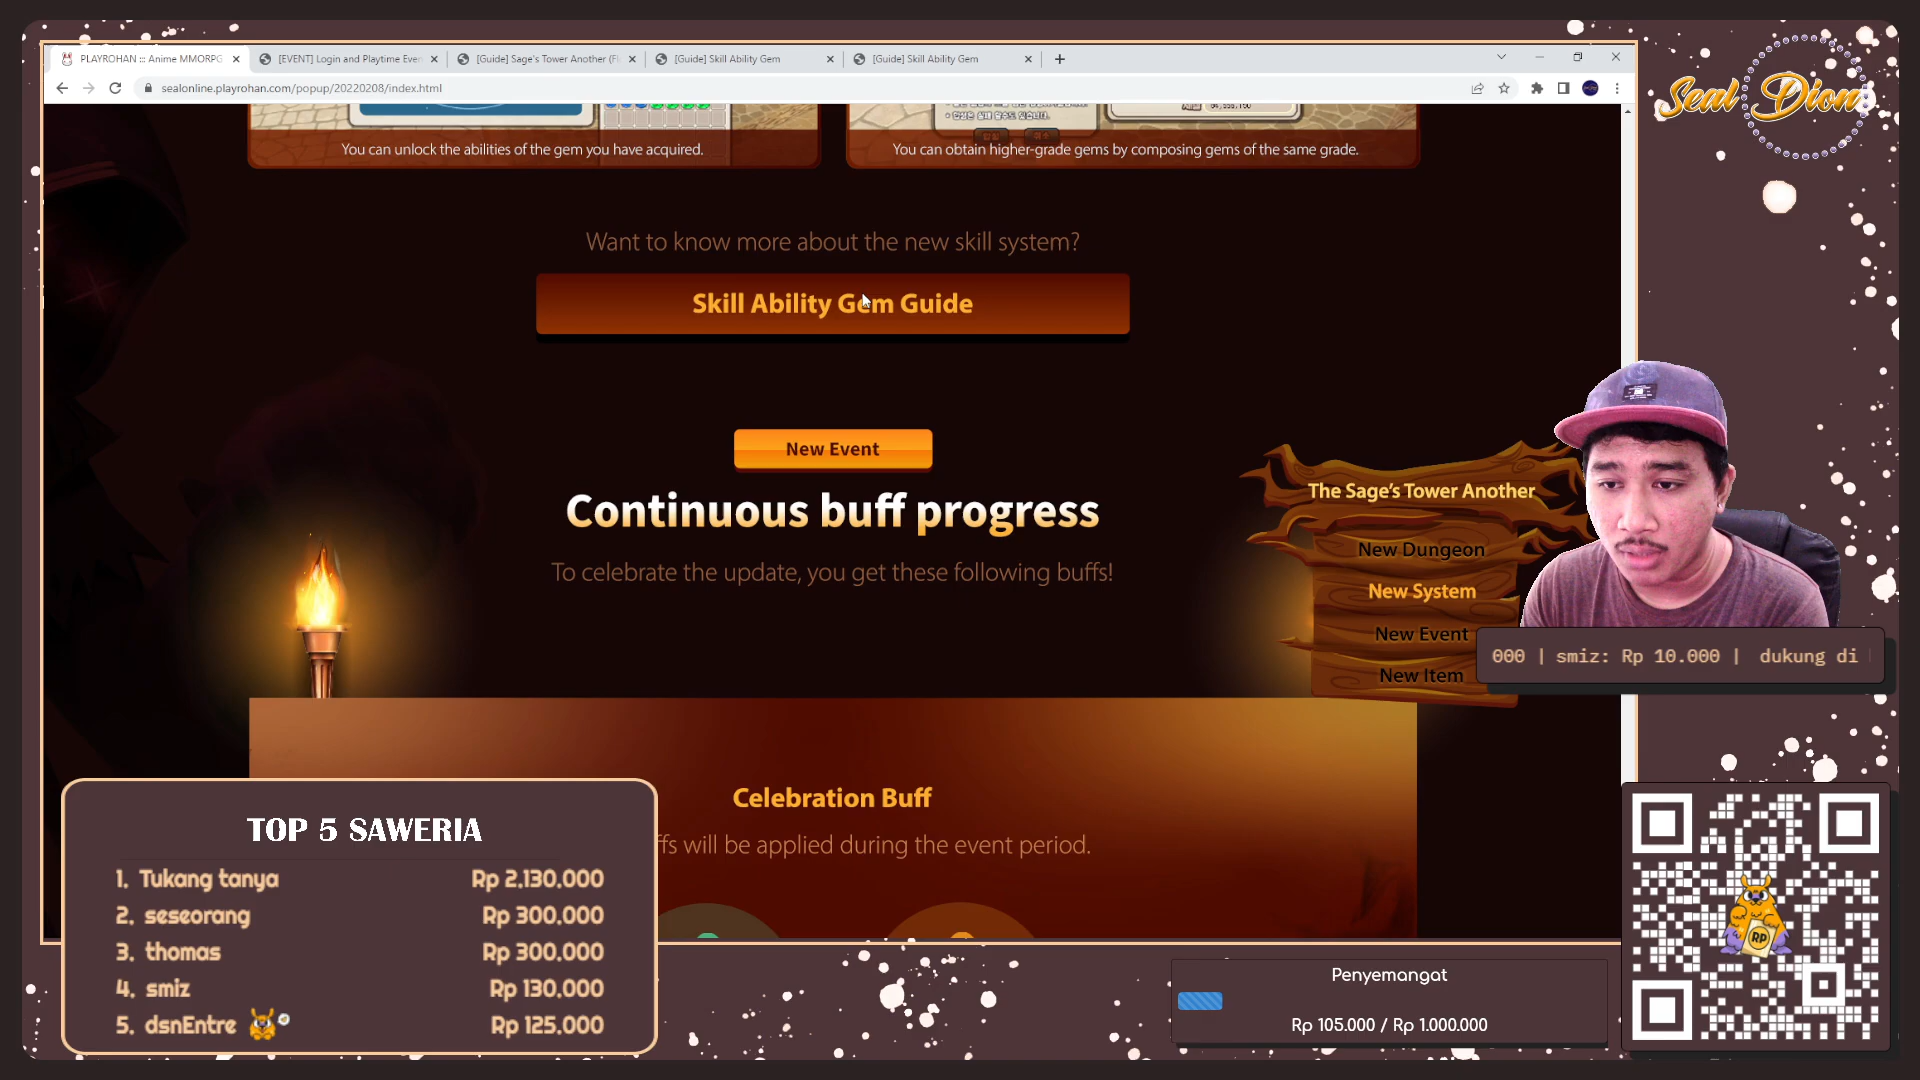 PLAYROHAN ::: Anime MMORPG
[EVENT] Login and Playtime Even
[Guide] Sage's Tower Another (Fl
[Guide] Skill Ability Gem
[Guide] Skill Ability Gem
sealonline.playrohan.com/popup/20220208/index.html
Seal Dion
You can unlock the abilities of the gem you have acquired.
You can obtain higher-grade gems by composing gems of the same grade.
Want to know more about the new skill system?
Skill Ability Gem Guide
New Event
Continuous buff progress
To celebrate the update, you get these following buffs!
The Sage's Tower Another
New Dungeon
New System
New Event
New Item
000 | smiz: Rp 10.000 | dukung di
Celebration Buff
ffs will be applied during the event period.
TOP 5 SAWERIA
1. Tukang tanya Rp 2.130.000
2. seseorang Rp 300.000
3. thomas Rp 300.000
4. smiz Rp 130.000
5. dsnEntre Rp 125.000
Penyemangat
Rp 105.000 / Rp 1.000.000
RP